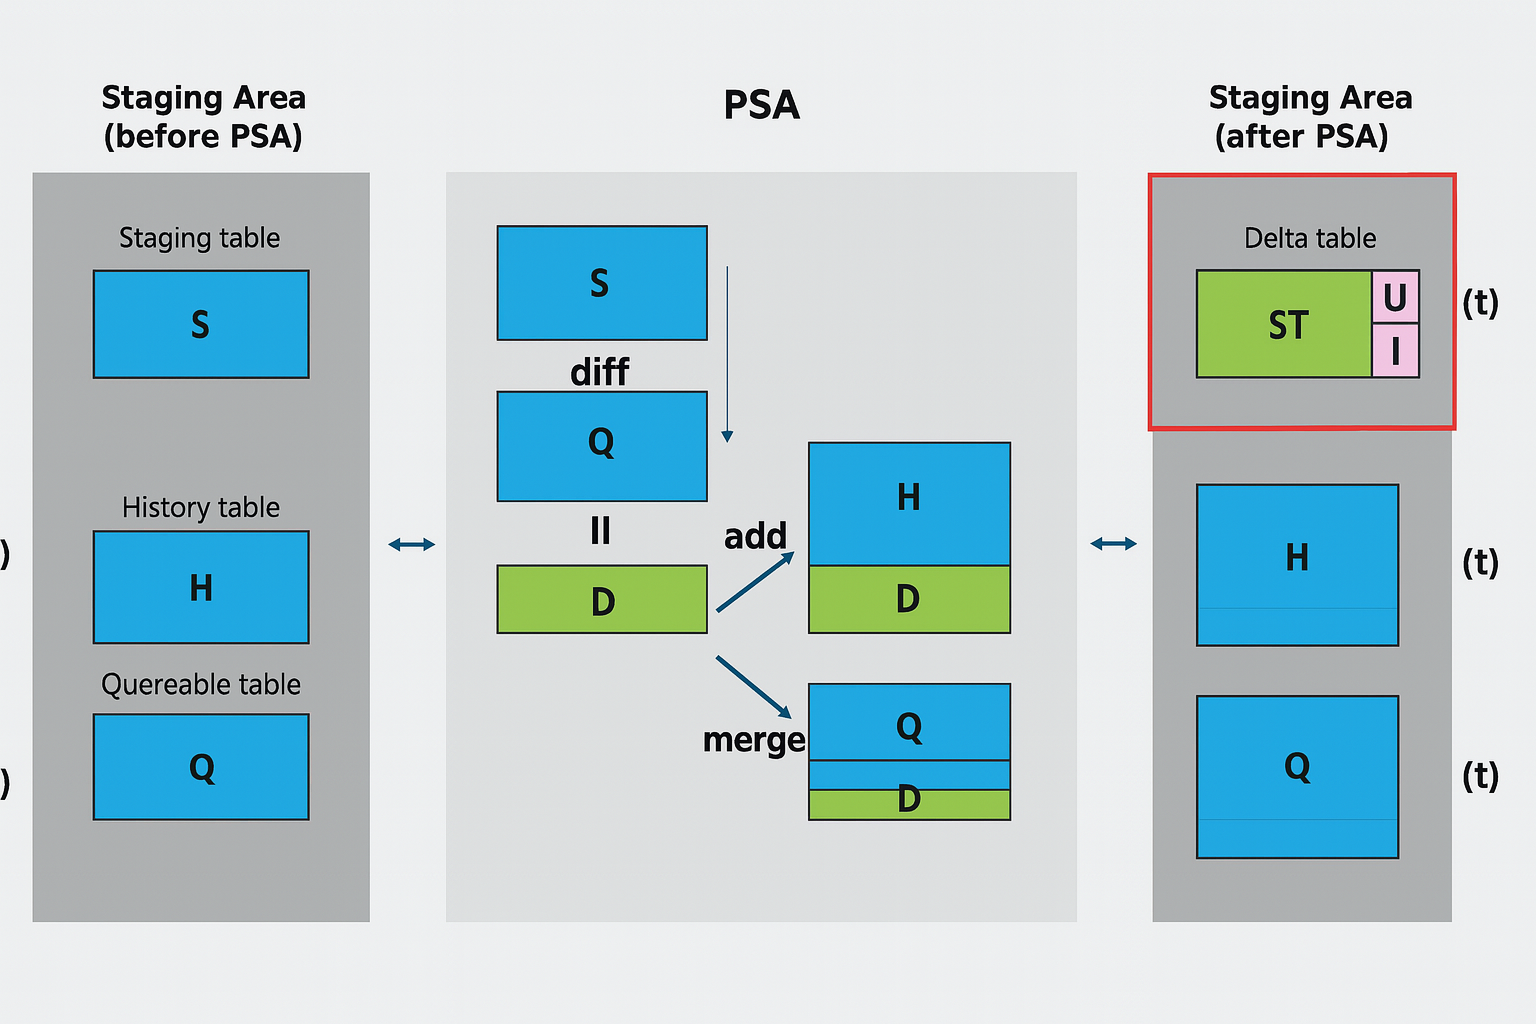 Staging Area
(before PSA)
Staging table
S
History table
H
Quereable table
Q
)
)
PSA
S
diff
Q
II
D
add
merge
H
D
Q
D
Staging Area
(after PSA)
Delta table
ST
U
I
(t)
H
(t)
Q
(t)